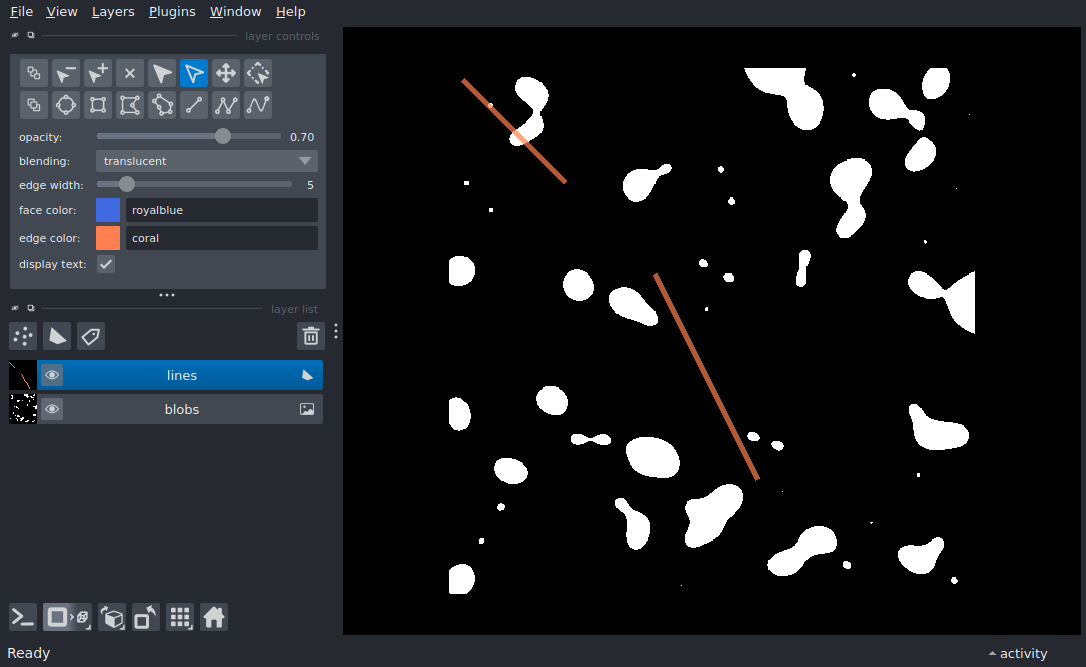 File View Layers Plugins Window Help
layer controls
opacity: 0.70
blending: translucent
edge width: 5
face color: royalblue
edge color: coral
display text:
layer list
lines
blobs
Ready activity